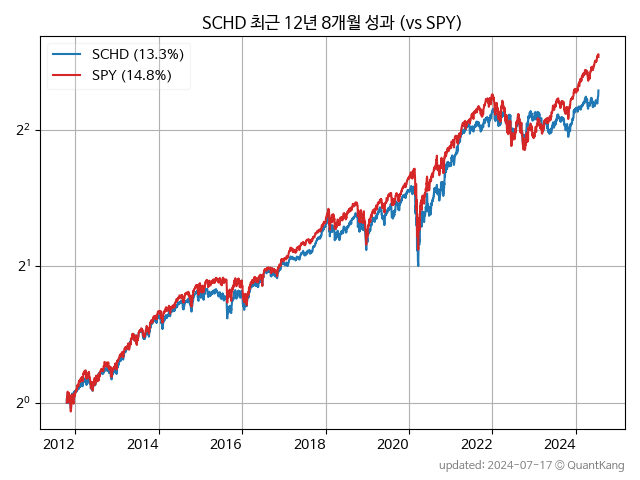 SCHD 최근 12년 8개월 성과 (vs SPY)
SCHD (13.3%)
SPY (14.8%)
2²
2¹
2⁰
2012 2014 2016 2018 2020 2022 2024
updated: 2024-07-17 © QuantKang